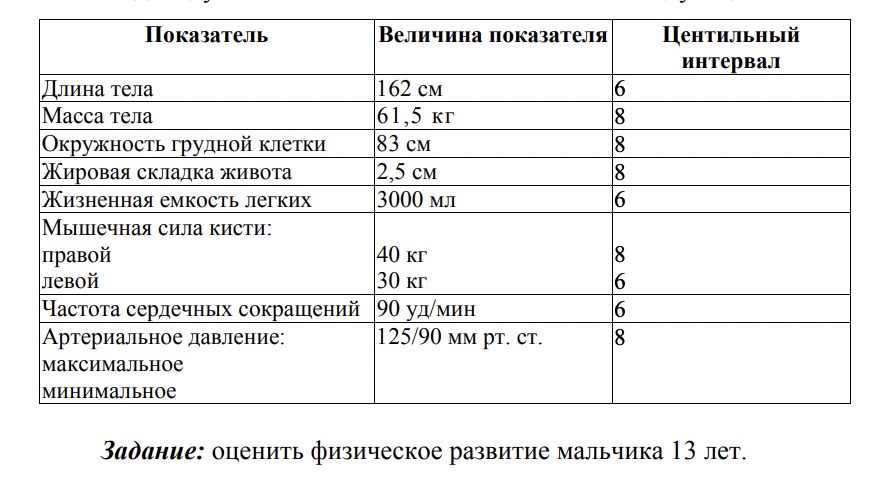 Показатель Величина показателя Центильный
интервал
Длина тела 162 см 6
Масса тела 61,5 кг 8
Окружность грудной клетки 83 см 8
Жировая складка живота 2,5 см 8
Жизненная емкость легких 3000 мл 6
Мышечная сила кисти:
правой 40 кг 8
левой 30 кг 6
Частота сердечных сокращений 90 уд/мин 6
Артериальное давление: 125/90 мм рт. ст. 8
максимальное
минимальное
Задание: оценить физическое развитие мальчика 13 лет.